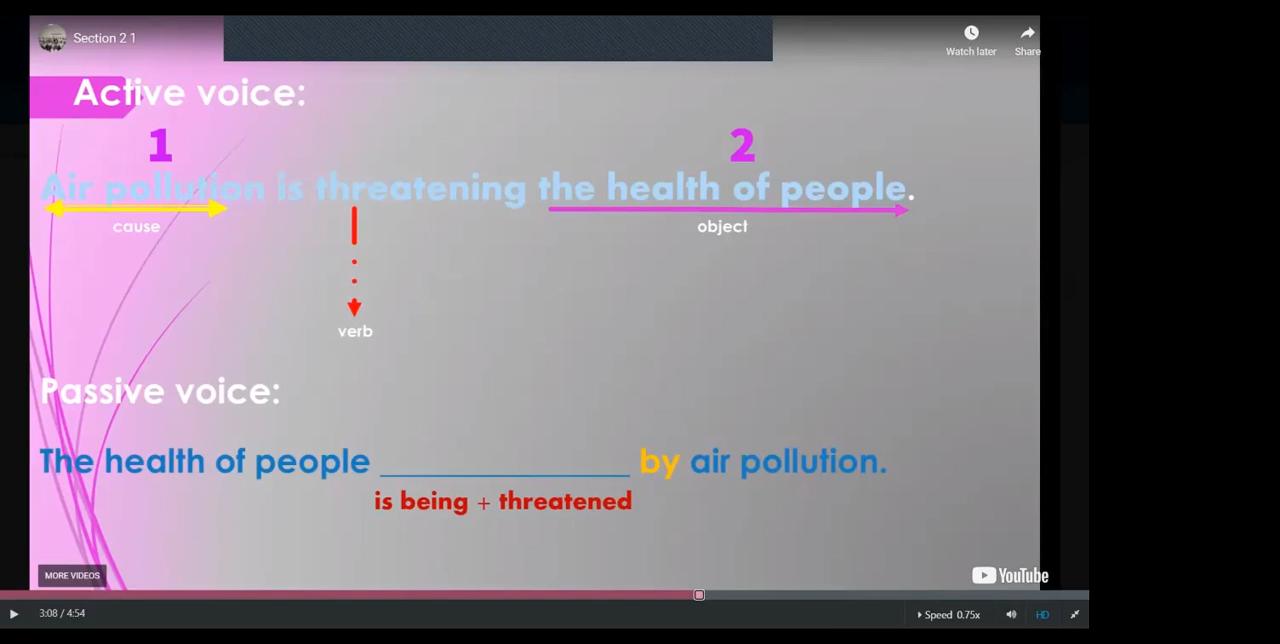 Section 2 1
Watch later
Share
Active voice:
1
2
Air pollution is threatening the health of people.
cause
object
verb
Passive voice:
The health of people ______________ by air pollution.
is being + threatened
MORE VIDEOS
YouTube
3:08 / 4:54
Speed 0.75x
HD